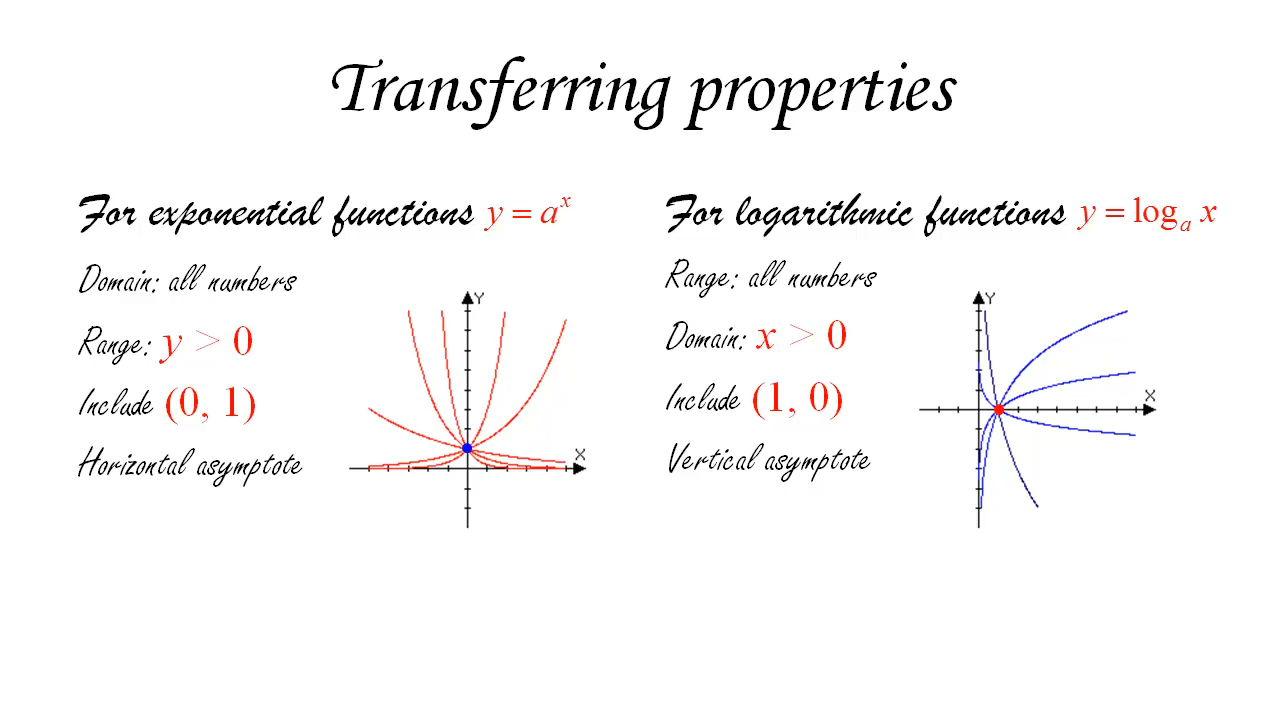 Transferring properties
For exponential functions y = a^x
Domain: all numbers
Range: y > 0
Include (0, 1)
Horizontal asymptote
Y
X
For logarithmic functions y = log_a x
Range: all numbers
Domain: x > 0
Include (1, 0)
Vertical asymptote
Y
X